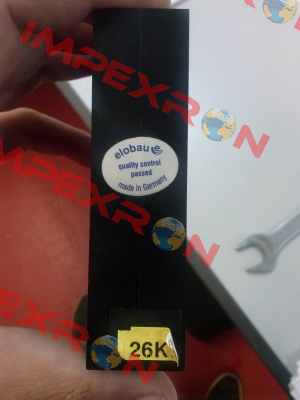 IMPEXRON
elobau
quality control
passed
made in Germany
IMPEXRON
IMPEXRON
26K